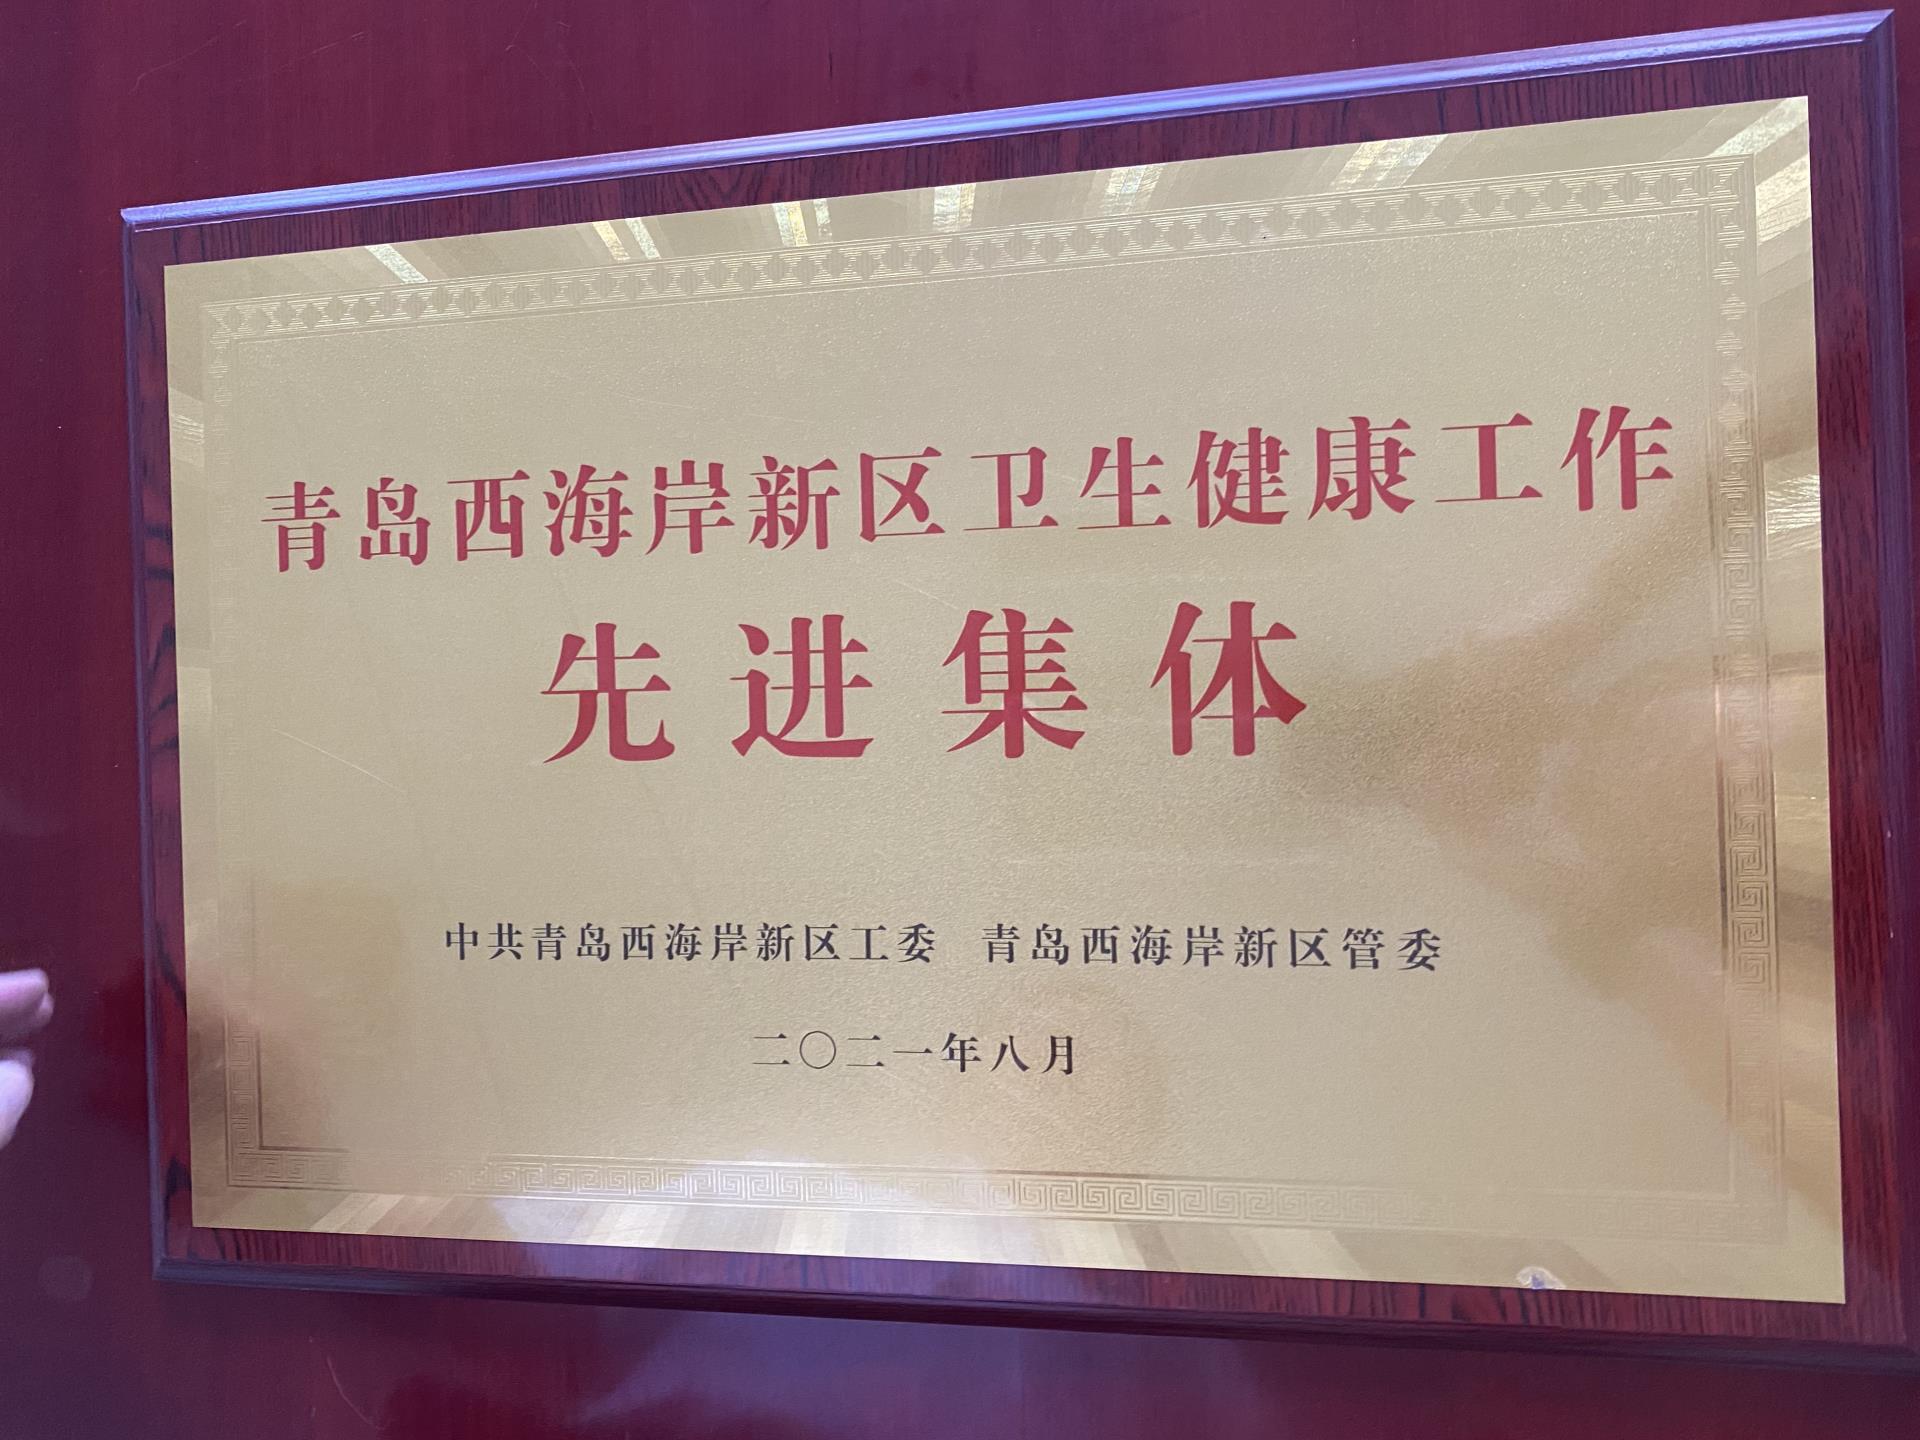 青岛西海岸新区卫生健康工作
先进集体
中共青岛西海岸新区工委 青岛西海岸新区管委
二〇二一年八月